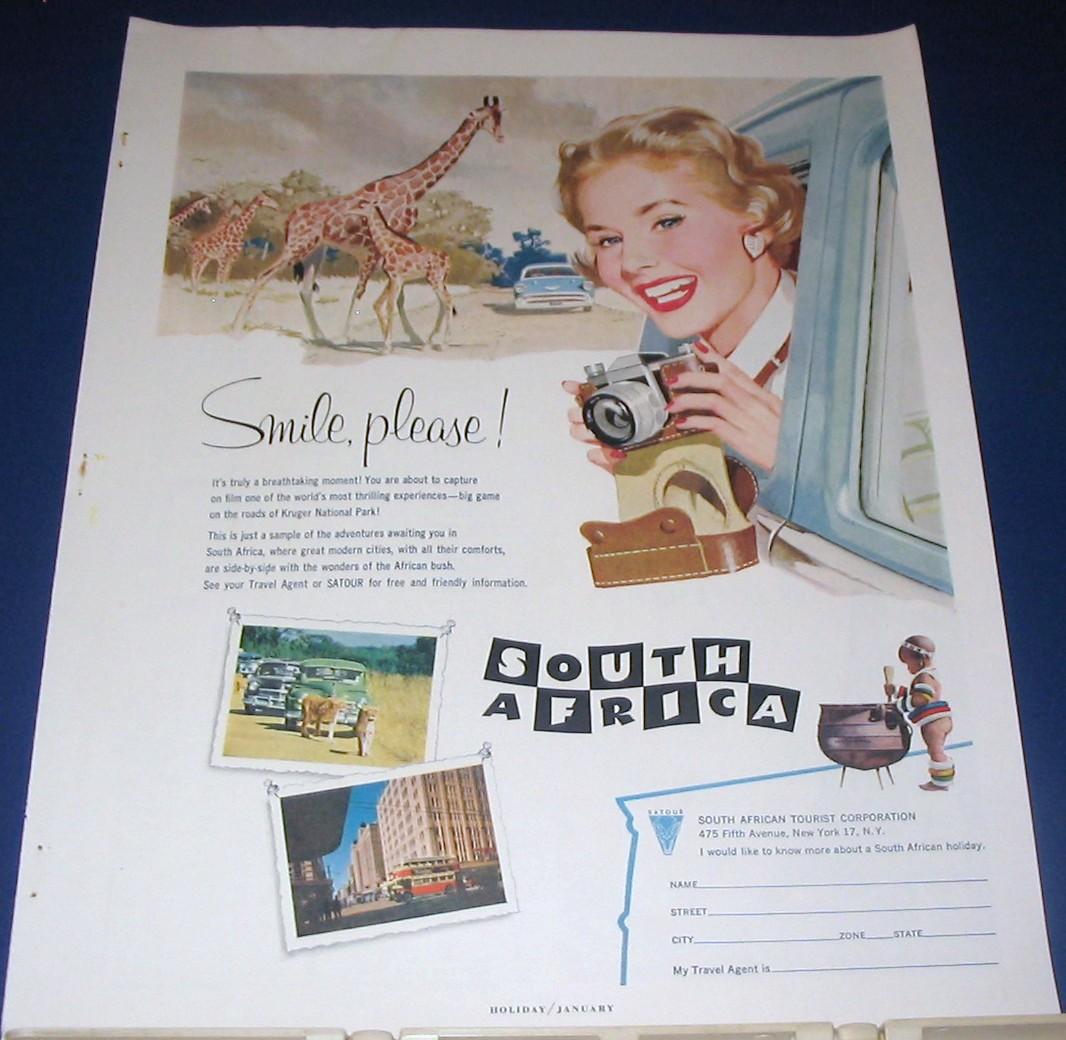 Smile, please!
It's truly a breathtaking moment! You are about to capture
on film one of the world's most thrilling experiences—big game
on the roads of Kruger National Park!
This is just a sample of the adventures awaiting you in
South Africa, where great modern cities, with all their comforts,
are side-by-side with the wonders of the African bush.
See your Travel Agent or SATOUR for free and friendly information.
SOUTH
AFRICA
SATOUR
SOUTH AFRICAN TOURIST CORPORATION
475 Fifth Avenue, New York 17, N.Y.
I would like to know more about a South African holiday.
NAME
STREET
CITY ZONE STATE
My Travel Agent is
HOLIDAY/JANUARY